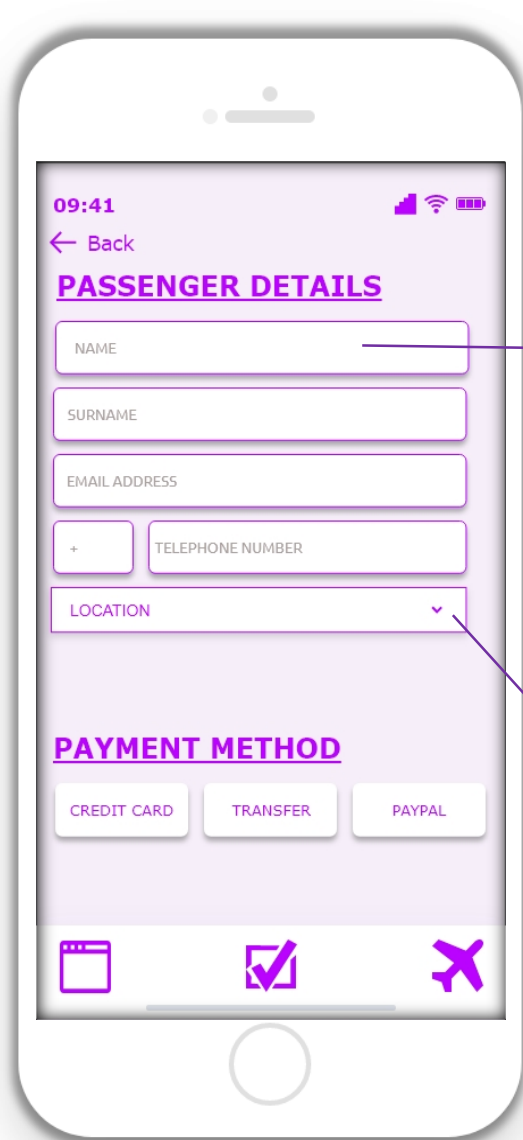 09:41
Back
PASSENGER DETAILS
NAME
SURNAME
EMAIL ADDRESS
+ TELEPHONE NUMBER
LOCATION
PAYMENT METHOD
CREDIT CARD TRANSFER PAYPAL